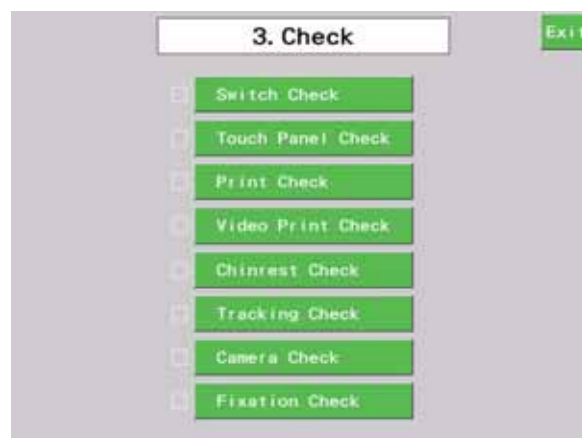 3. Check
Exit
Switch Check
Touch Panel Check
Print Check
Video Print Check
Chinrest Check
Tracking Check
Camera Check
Fixation Check